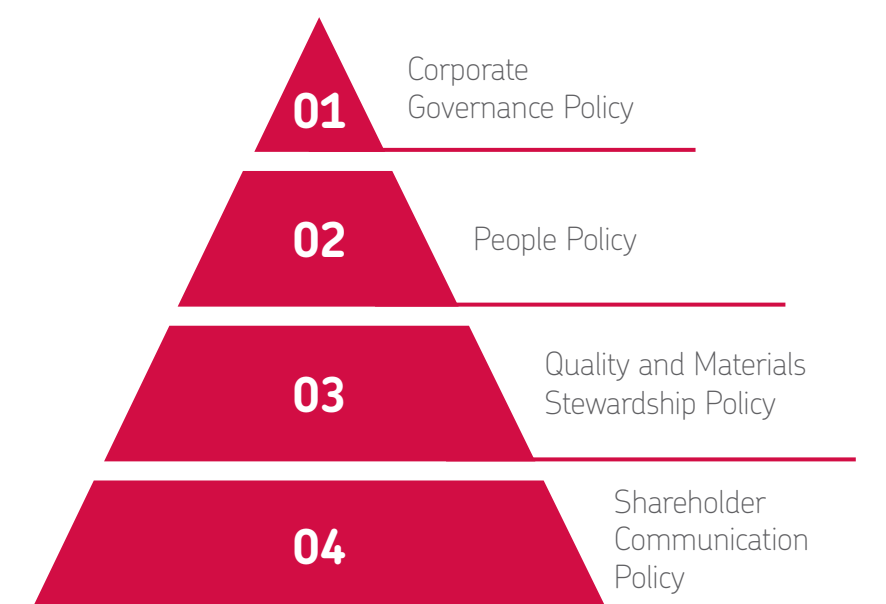 01
Corporate
Governance Policy
02
People Policy
03
Quality and Materials
Stewardship Policy
04
Shareholder
Communication
Policy